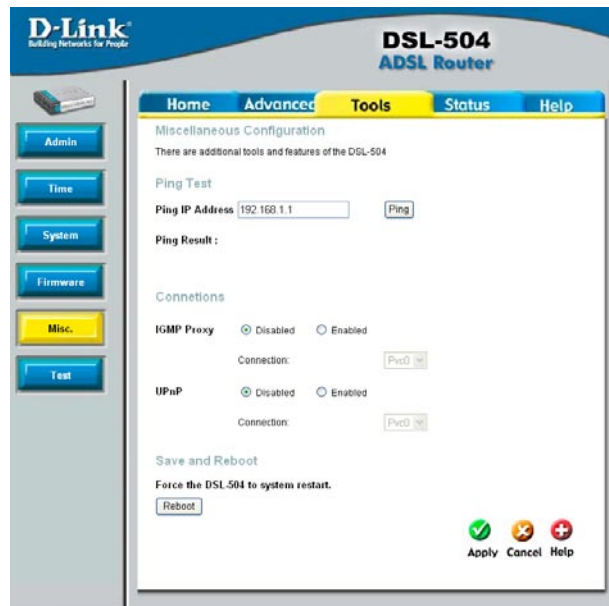 D-Link
Building Networks for People
DSL-504
ADSL Router
Home Advanced Tools Status Help
Admin
Time
System
Firmware
Misc.
Test
Miscellaneous Configuration
There are additional tools and features of the DSL-504
Ping Test
Ping IP Address 192.168.1.1 Ping
Ping Result :
Connetions
IGMP Proxy Disabled Enabled
Connection: Pvc0
UPnP Disabled Enabled
Connection: Pvc0
Save and Reboot
Force the DSL-504 to system restart.
Reboot
Apply Cancel Help